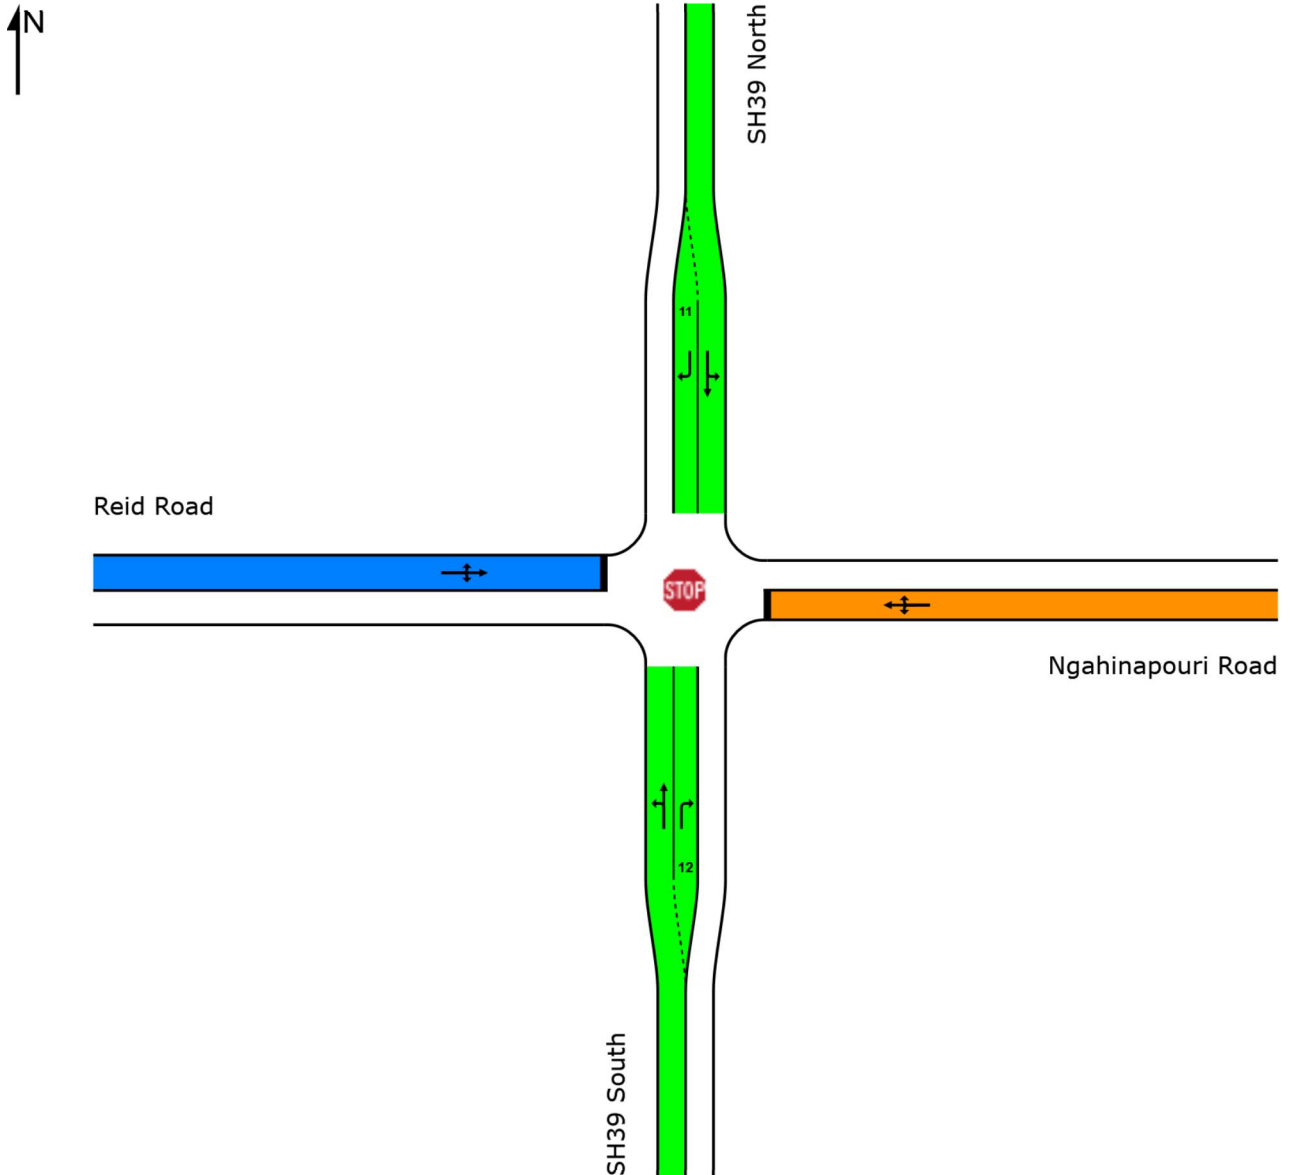 N
SH39 North
11
Reid Road
STOP
Ngahinapouri Road
12
SH39 South